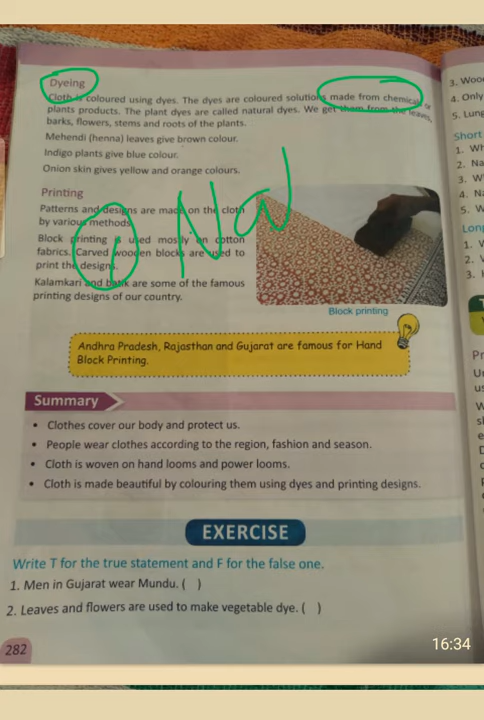 Dyeing
Cloth is coloured using dyes. The dyes are coloured solutions made from chemical or
plants products. The plant dyes are called natural dyes. We get them from the leaves,
barks, flowers, stems and roots of the plants.
Mehendi (henna) leaves give brown colour.
Indigo plants give blue colour.
Onion skin gives yellow and orange colours.
Printing
Patterns and designs are made on the cloth
by various methods.
Block printing is used mostly on cotton
fabrics. Carved wooden blocks are used to
print the designs.
Kalamkari and batik are some of the famous
printing designs of our country.
Block printing
Andhra Pradesh, Rajasthan and Gujarat are famous for Hand
Block Printing.
Summary
• Clothes cover our body and protect us.
• People wear clothes according to the region, fashion and season.
• Cloth is woven on hand looms and power looms.
• Cloth is made beautiful by colouring them using dyes and printing designs.
EXERCISE
Write T for the true statement and F for the false one.
1. Men in Gujarat wear Mundu. ( )
2. Leaves and flowers are used to make vegetable dye. ( )
282
3. Woo
4. Only
5. Lung
Short
1. Wh
2. Na
3. W
4. Na
5. W
Long
1. V
2. V
3. H
16:34